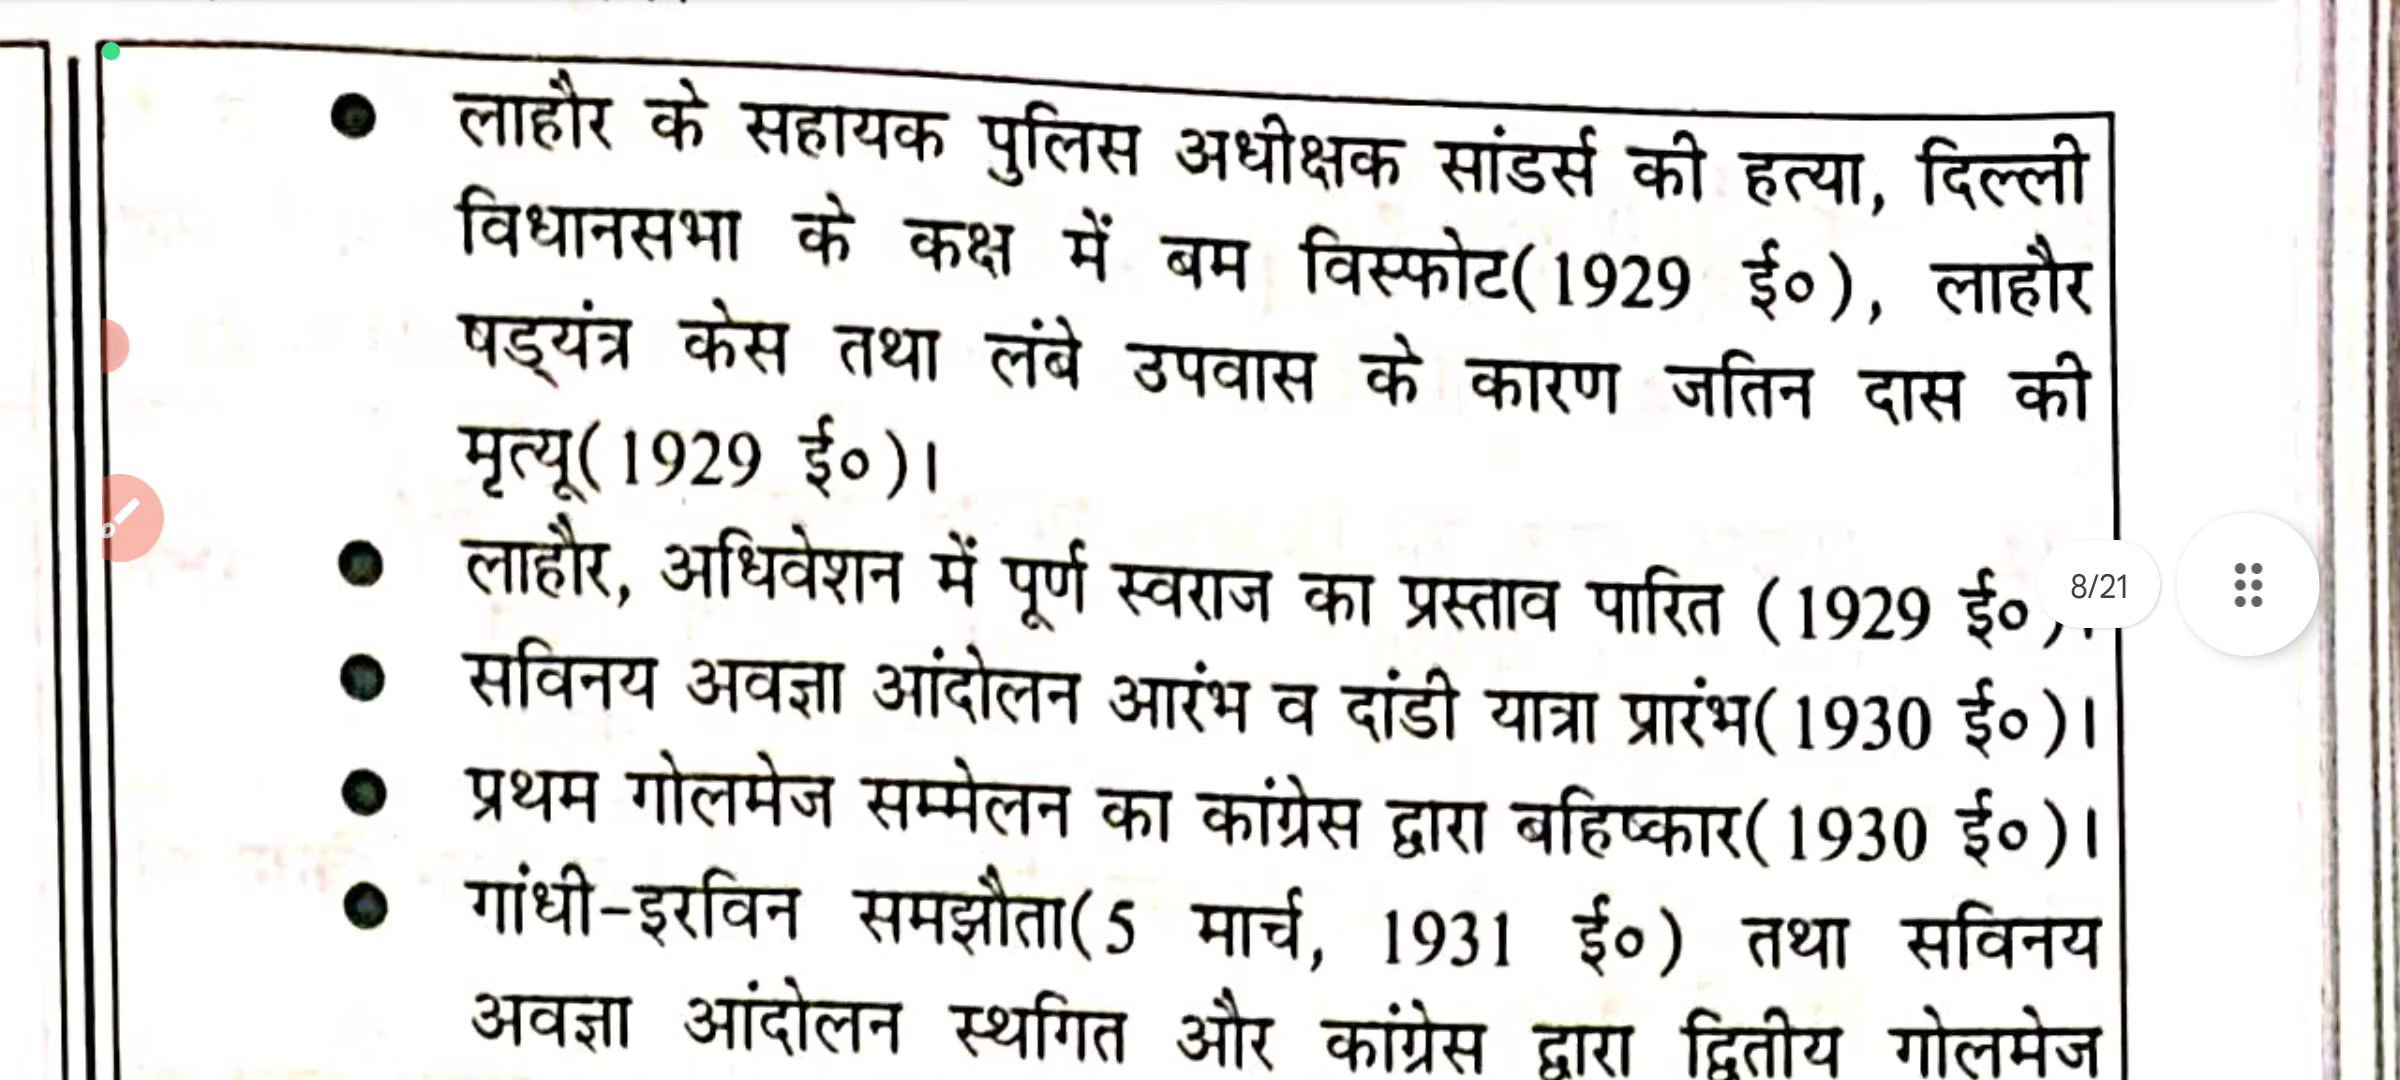 लाहौर के सहायक पुलिस अधीक्षक सांडर्स की हत्या, दिल्ली
विधानसभा के कक्ष में बम विस्फोट(1929 ई०), लाहौर
षड्यंत्र केस तथा लंबे उपवास के कारण जतिन दास की
मृत्यू(1929 ई०)।
लाहौर, अधिवेशन में पूर्ण स्वराज का प्रस्ताव पारित (1929 ई०)।
8/21
सविनय अवज्ञा आंदोलन आरंभ व दांडी यात्रा प्रारंभ(1930 ई०)।
प्रथम गोलमेज सम्मेलन का कांग्रेस द्वारा बहिष्कार(1930 ई०)।
गांधी-इरविन समझौता(5 मार्च, 1931 ई०) तथा सविनय
अवज्ञा आंदोलन स्थगित और कांग्रेस द्वारा द्वितीय गोलमेज